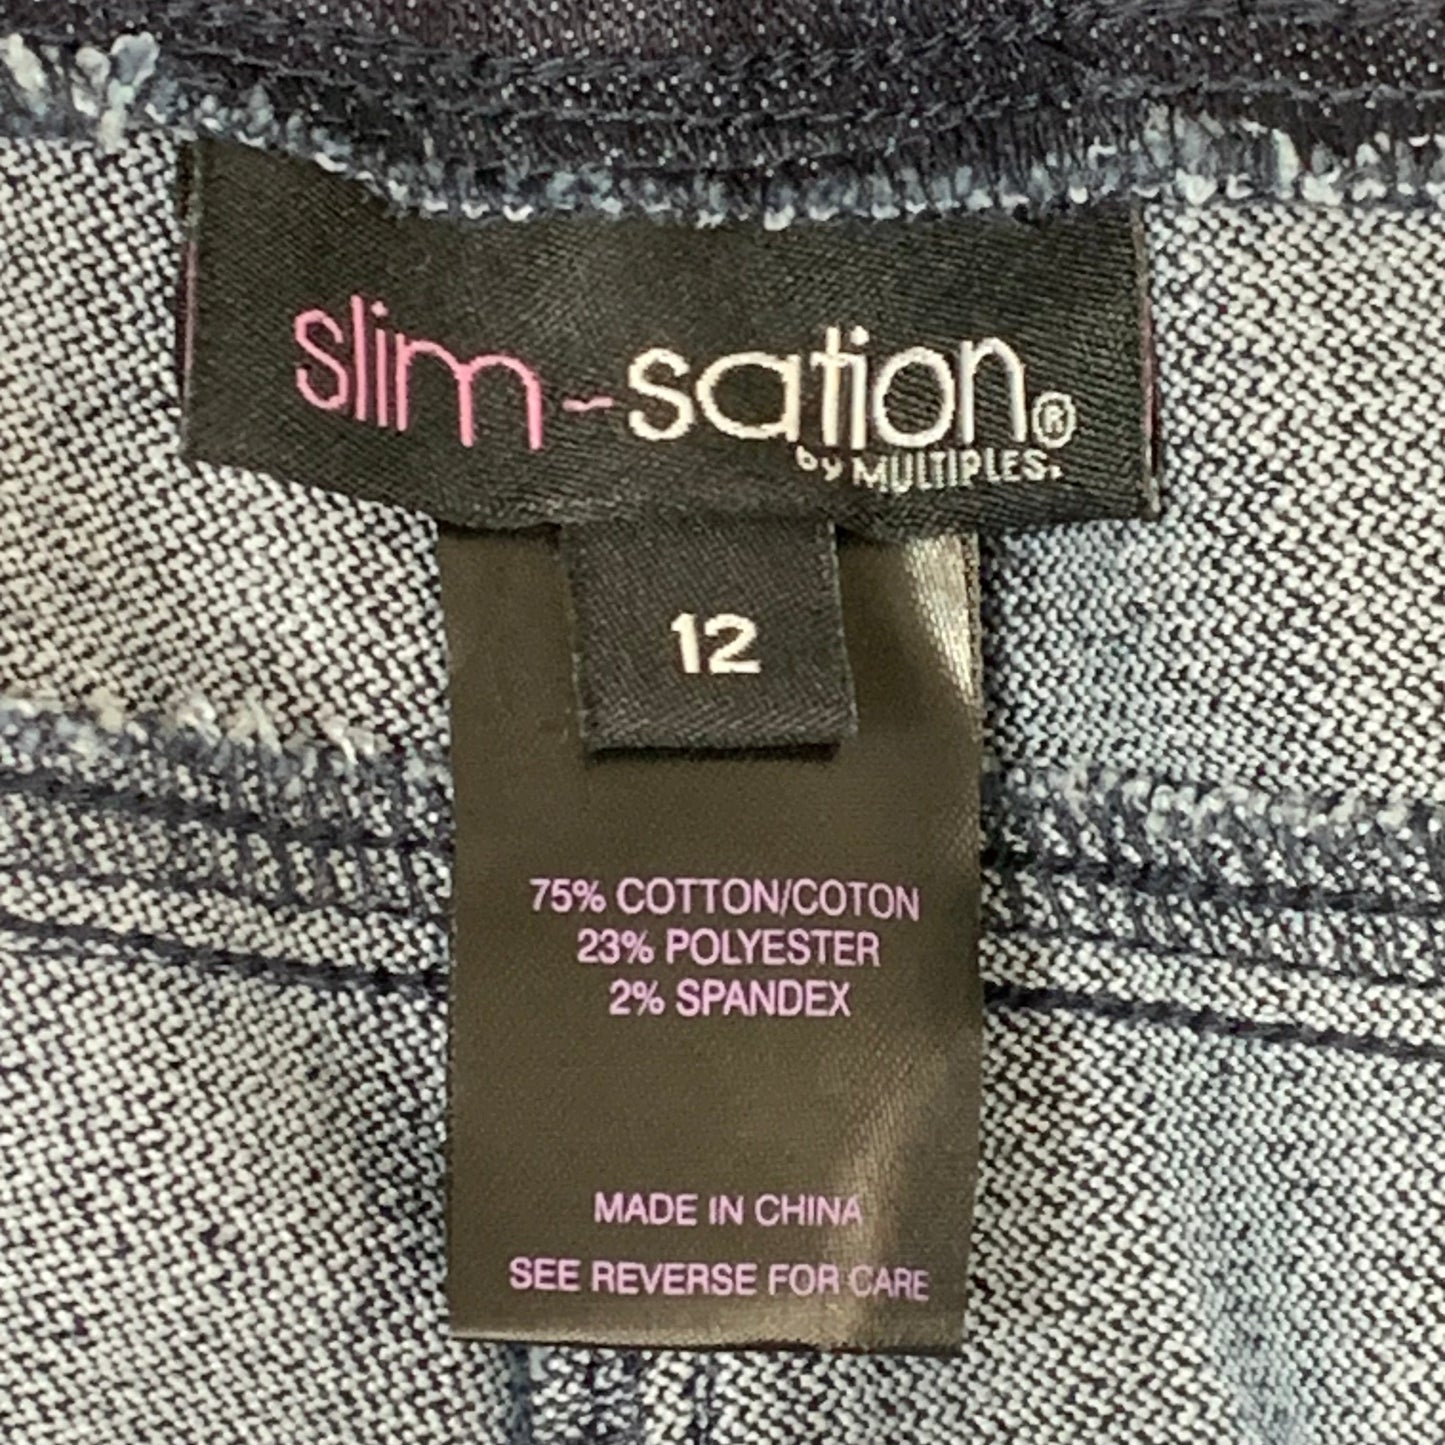 slim-sation®
by MULTIPLES.
12
75% COTTON/COTON
23% POLYESTER
2% SPANDEX
MADE IN CHINA
SEE REVERSE FOR CARE